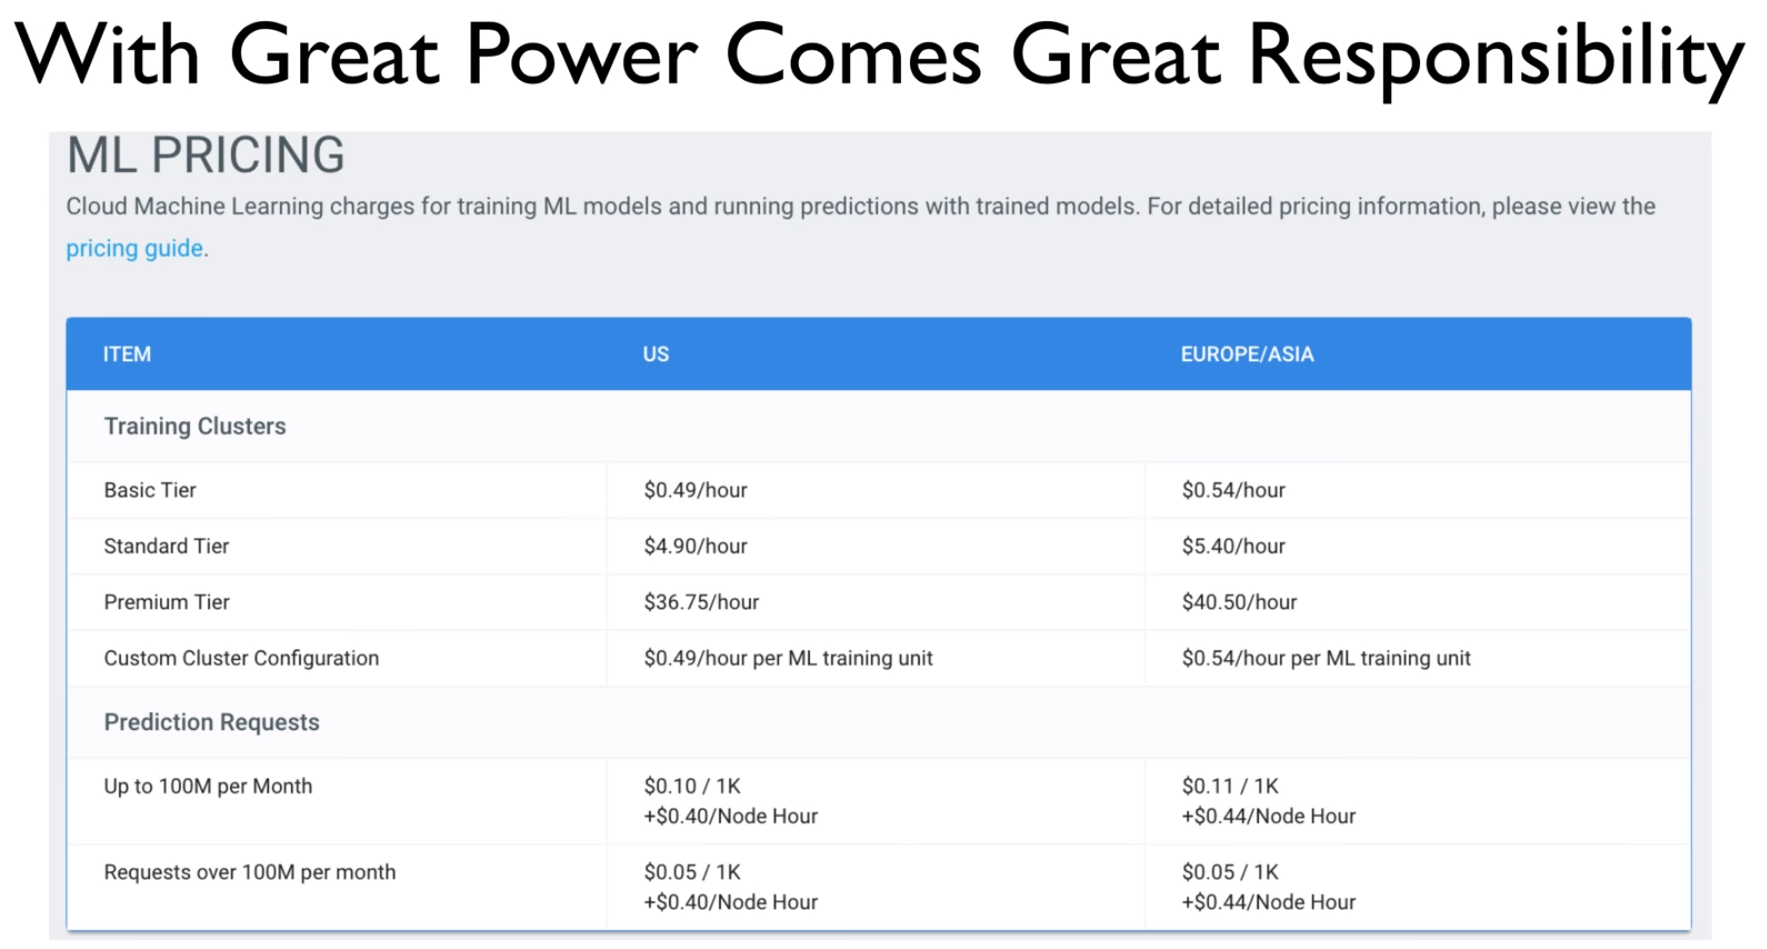 With Great Power Comes Great Responsibility
ML PRICING
Cloud Machine Learning charges for training ML models and running predictions with trained models. For detailed pricing information, please view the
pricing guide.
ITEM US EUROPE/ASIA
Training Clusters
Basic Tier $0.49/hour $0.54/hour
Standard Tier $4.90/hour $5.40/hour
Premium Tier $36.75/hour $40.50/hour
Custom Cluster Configuration $0.49/hour per ML training unit $0.54/hour per ML training unit
Prediction Requests
Up to 100M per Month $0.10 / 1K $0.11 / 1K
+$0.40/Node Hour +$0.44/Node Hour
Requests over 100M per month $0.05 / 1K $0.05 / 1K
+$0.40/Node Hour +$0.44/Node Hour